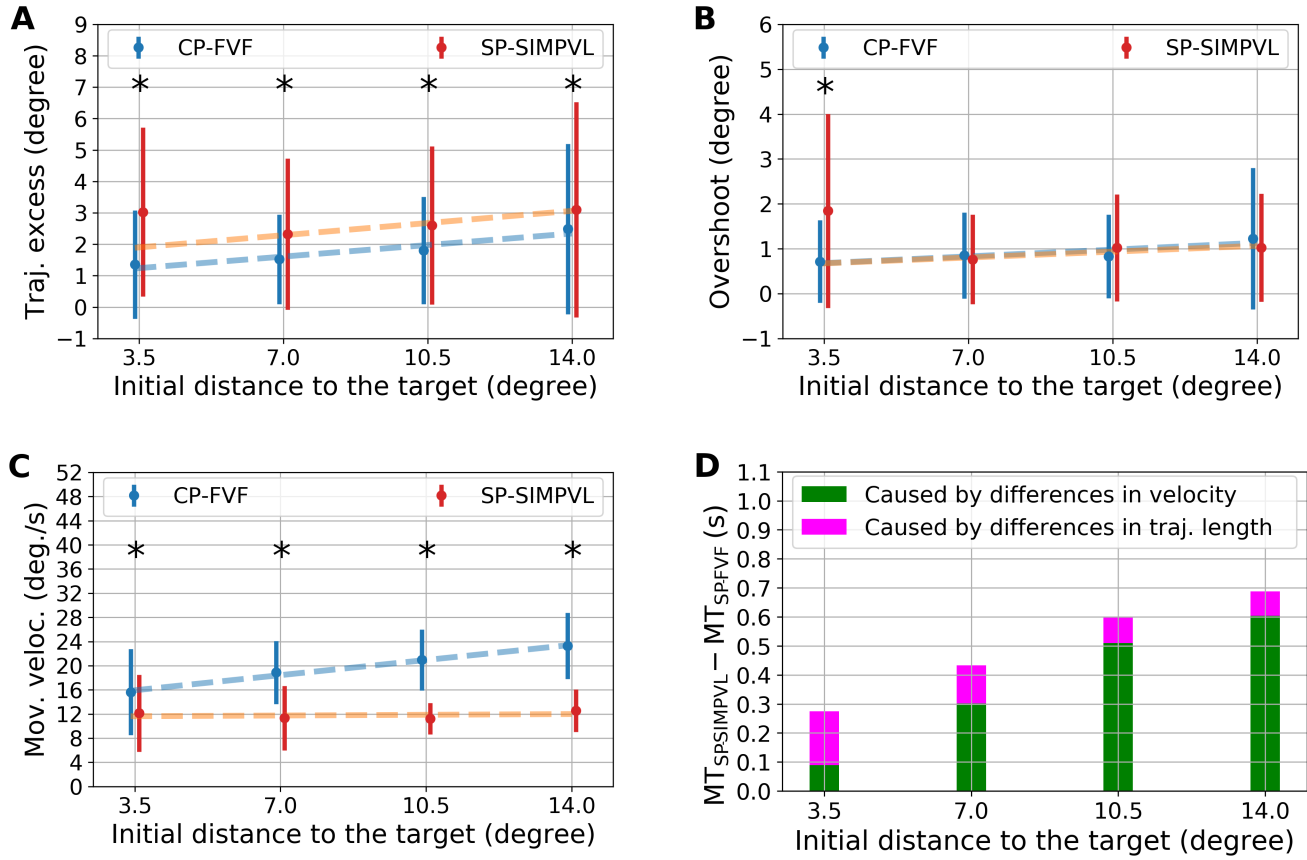 A
CP-FVF
SP-SIMPVL
9
8
7
6
5
4
3
2
1
0
−1
* * * *
Traj. excess (degree)
3.5 7.0 10.5 14.0
Initial distance to the target (degree)
B
CP-FVF
SP-SIMPVL
6
5
4
3
2
1
0
−1
*
Overshoot (degree)
3.5 7.0 10.5 14.0
Initial distance to the target (degree)
C
CP-FVF
SP-SIMPVL
52
48
44
40
36
32
28
24
20
16
12
8
4
0
* * * *
Mov. veloc. (deg./s)
3.5 7.0 10.5 14.0
Initial distance to the target (degree)
D
Caused by differences in velocity
Caused by differences in traj. length
1.1
1.0
0.9
0.8
0.7
0.6
0.5
0.4
0.3
0.2
0.1
0.0
MT SP-SIMPVL − MT SP-FVF (s)
3.5 7.0 10.5 14.0
Initial distance to the target (degree)